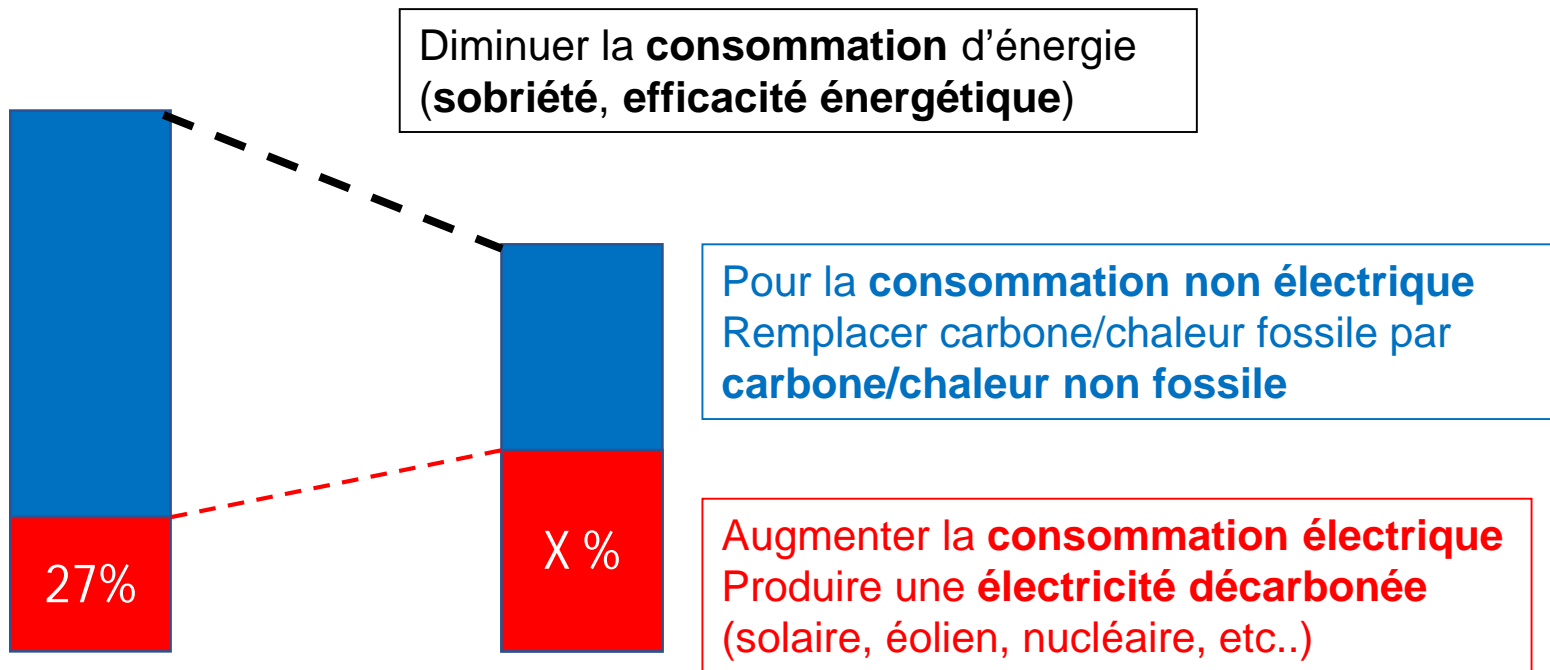 Diminuer la consommation d’énergie
(sobriété, efficacité énergétique)
Pour la consommation non électrique
Remplacer carbone/chaleur fossile par
carbone/chaleur non fossile
27%
X %
Augmenter la consommation électrique
Produire une électricité décarbonée
(solaire, éolien, nucléaire, etc..)